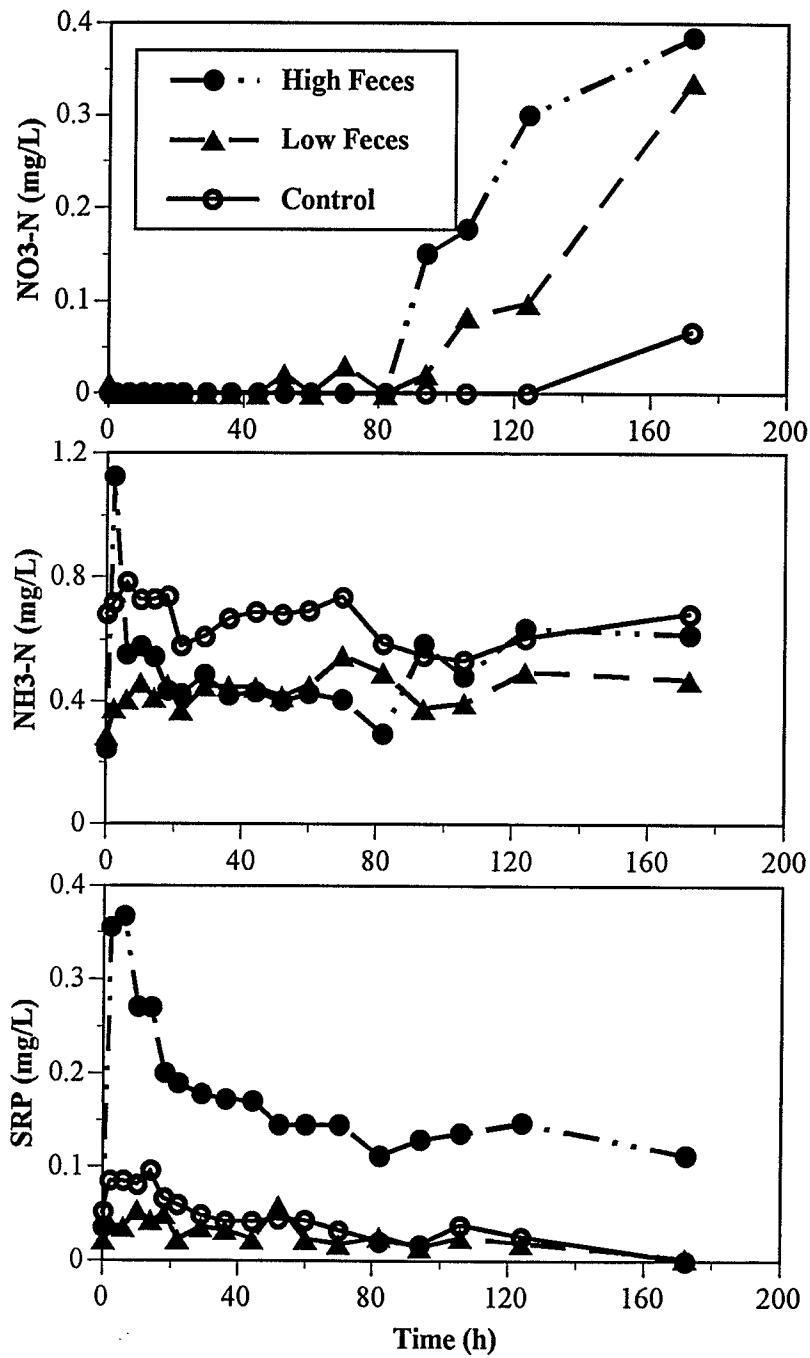 0.4
0.3
0.2
0.1
0
NO3-N (mg/L)
High Feces
Low Feces
Control
0 40 80 120 160 200
1.2
0.8
0.4
0
NH3-N (mg/L)
0 40 80 120 160 200
0.4
0.3
0.2
0.1
0
SRP (mg/L)
0 40 80 120 160 200
Time (h)